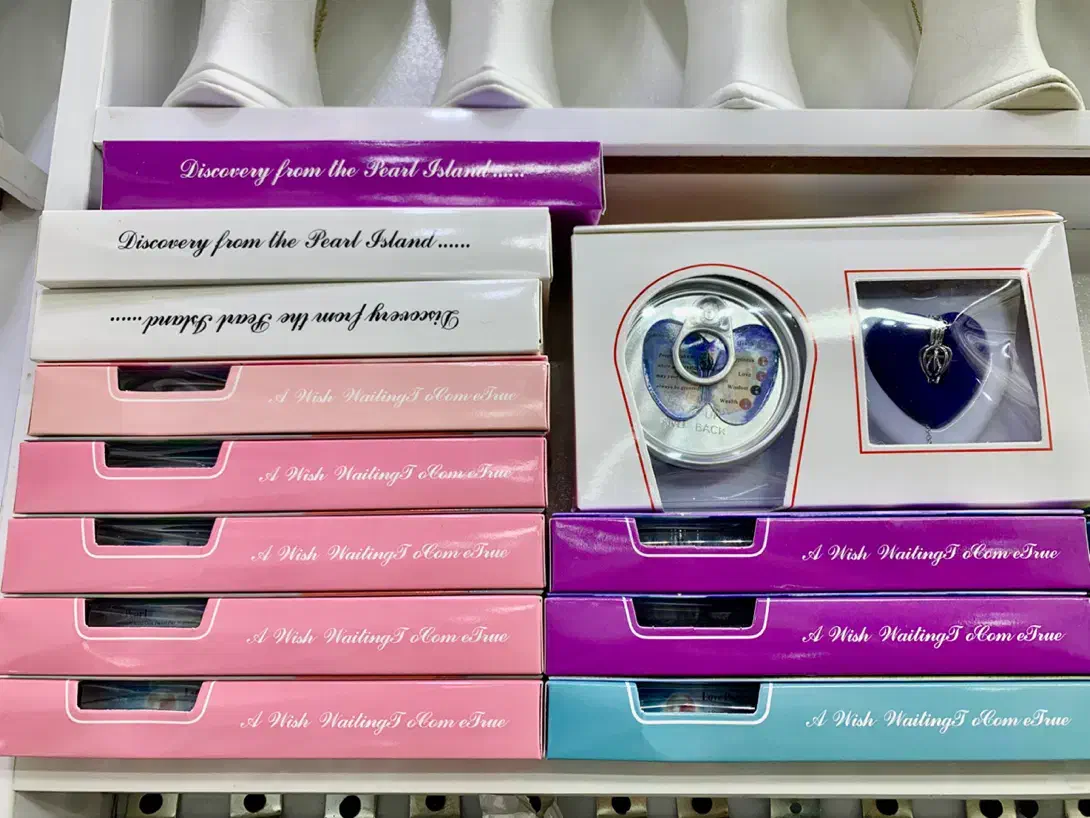 Discovery from the Pearl Island......
Discovery from the Pearl Island......
Discovery from the Pearl Island......
A Wish WaitingT oCom eTrue
A Wish WaitingT oCom eTrue
A Wish WaitingT oCom eTrue
A Wish WaitingT oCom eTrue
A Wish WaitingT oCom eTrue
Love
Wisdom
Wealth
BACK
A Wish WaitingT oCom eTrue
A Wish WaitingT oCom eTrue
A Wish WaitingT oCom eTrue